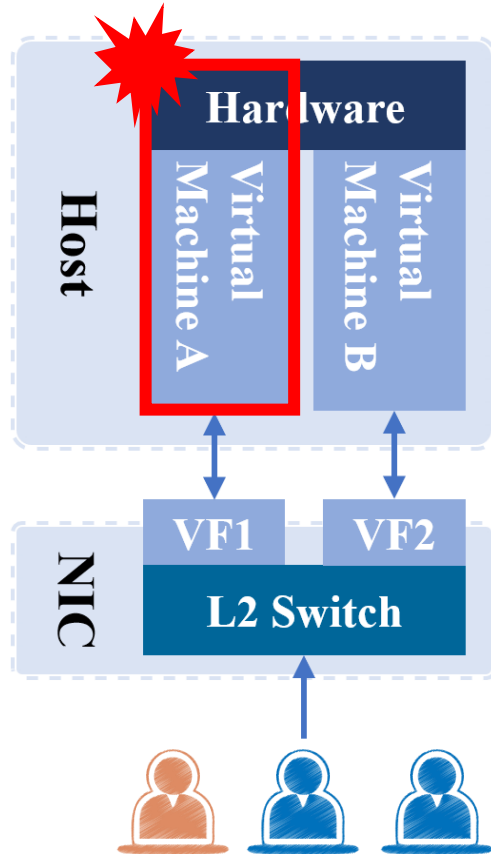 Hardware
Host
Virtual
Machine A
Virtual
Machine B
VF1
VF2
NIC
L2 Switch